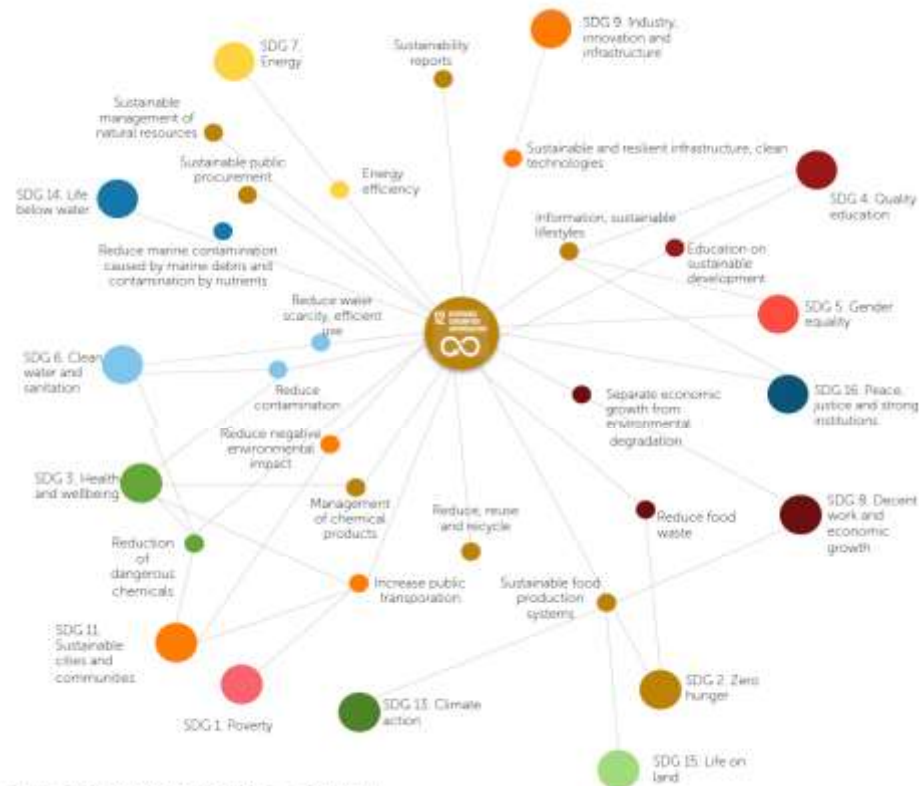 SDG 7.
Energy
Sustainability
reports
SDG 9. Industry,
innovation and
infrastructure
Sustainable
management of
natural resources
Sustainable public
procurement
Energy
efficiency
Sustainable and resilient infrastructure, clean
technologies
SDG 14. Life
below water
SDG 4. Quality
education
Information, sustainable
lifestyles
Education on
sustainable
development
Reduce marine contamination
caused by marine debris and
contamination by nutrients
Reduce water
scarcity, efficient
use
12
SDG 5. Gender
equality
SDG 6. Clean
water and
sanitation
Reduce
contamination
Separate economic
growth from
environmental
degradation
SDG 16. Peace,
justice and strong
institutions
Reduce negative
environmental
impact
SDG 3. Health
and wellbeing
Management
of chemical
products
Reduce, reuse
and recycle
Reduce food
waste
SDG 8. Decent
work and
economic
growth
Reduction
of
dangerous
chemicals
Increase public
transporation
Sustainable food
production
systems
SDG 11.
Sustainable
cities and
communities
SDG 1. Poverty
SDG 13. Climate
action
SDG 2. Zero
hunger
SDG 15. Life on
land